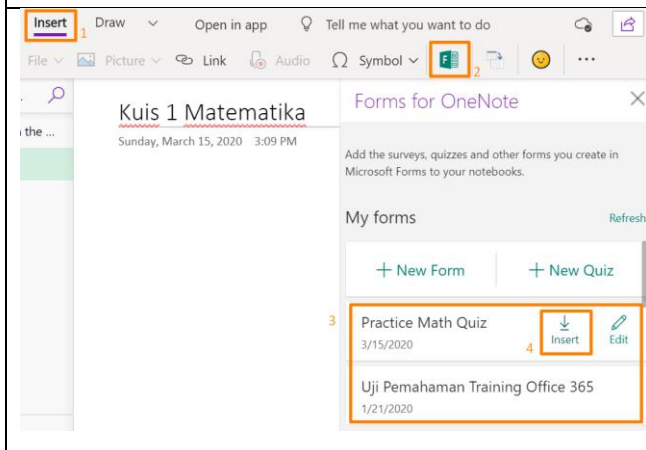 Insert 1 Draw Open in app Tell me what you want to do
File Picture Link Audio Symbol 2 ...
the ...
Kuis 1 Matematika
Sunday, March 15, 2020 3:09 PM
Forms for OneNote
Add the surveys, quizzes and other forms you create in
Microsoft Forms to your notebooks.
My forms Refresh
+ New Form + New Quiz
3 Practice Math Quiz
3/15/2020 4 Insert Edit
Uji Pemahaman Training Office 365
1/21/2020